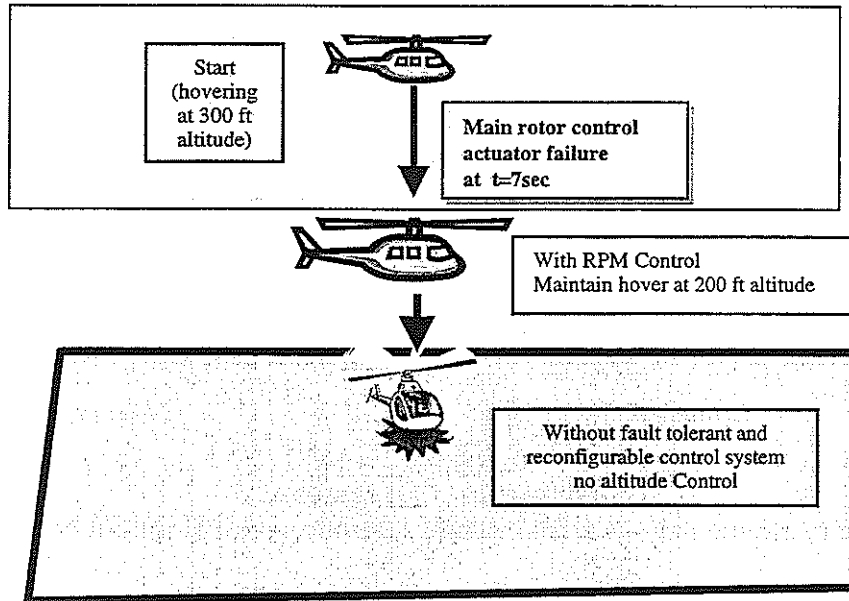 Start
(hovering
at 300 ft
altitude)
Main rotor control
actuator failure
at t=7sec
With RPM Control
Maintain hover at 200 ft altitude
Without fault tolerant and
reconfigurable control system
no altitude Control